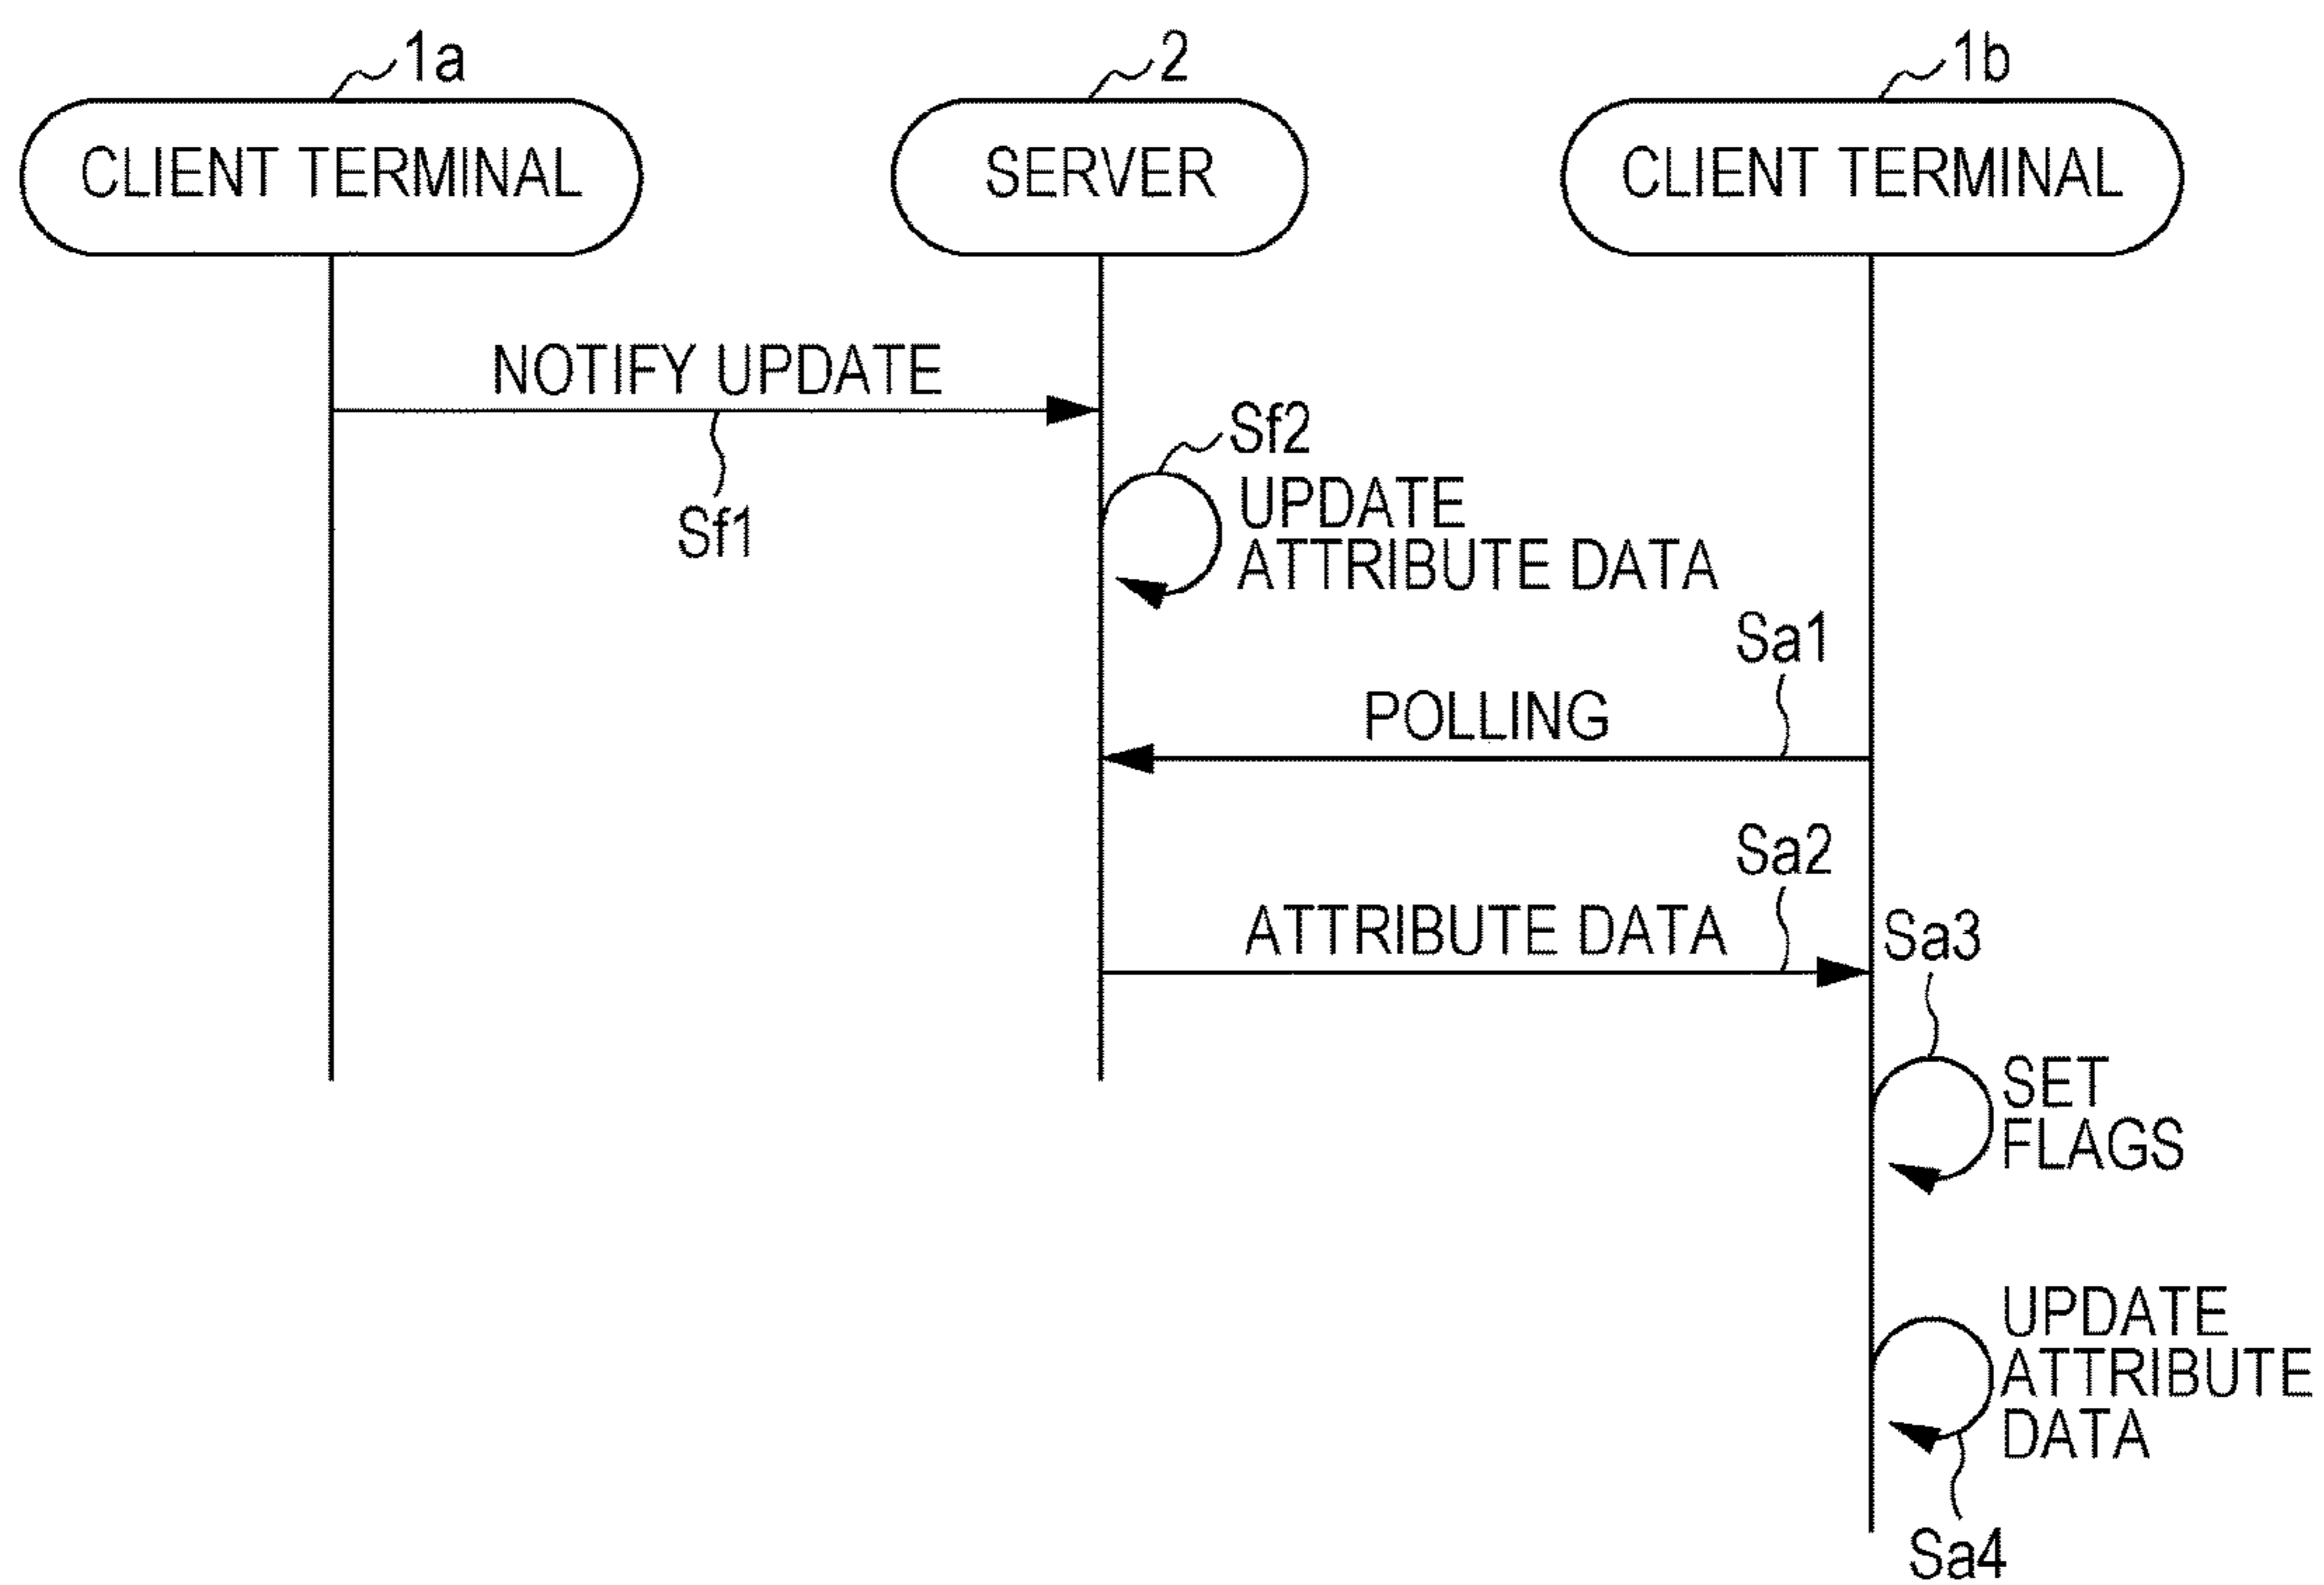 1a
2
1b
CLIENT TERMINAL
SERVER
CLIENT TERMINAL
NOTIFY UPDATE
Sf1
Sf2
UPDATE
ATTRIBUTE DATA
Sa1
POLLING
Sa2
ATTRIBUTE DATA
Sa3
SET
FLAGS
UPDATE
ATTRIBUTE
DATA
Sa4